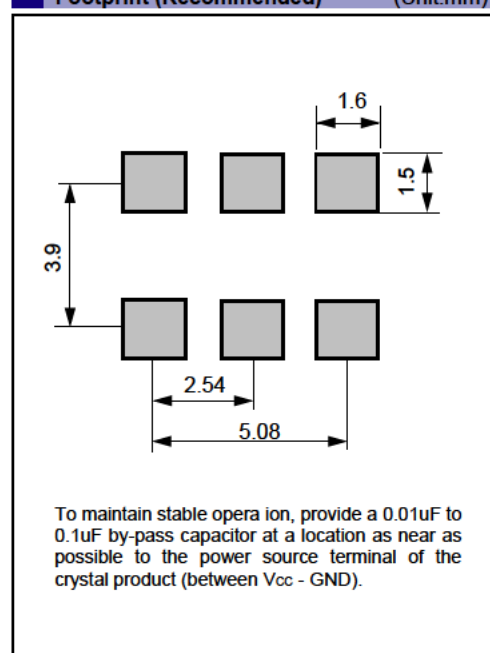 Footprint (Recommended) (Unit:mm)
1.6
1.5
3.9
2.54
5.08
To maintain stable opera ion, provide a 0.01uF to
0.1uF by-pass capacitor at a location as near as
possible to the power source terminal of the
crystal product (between Vcc - GND).